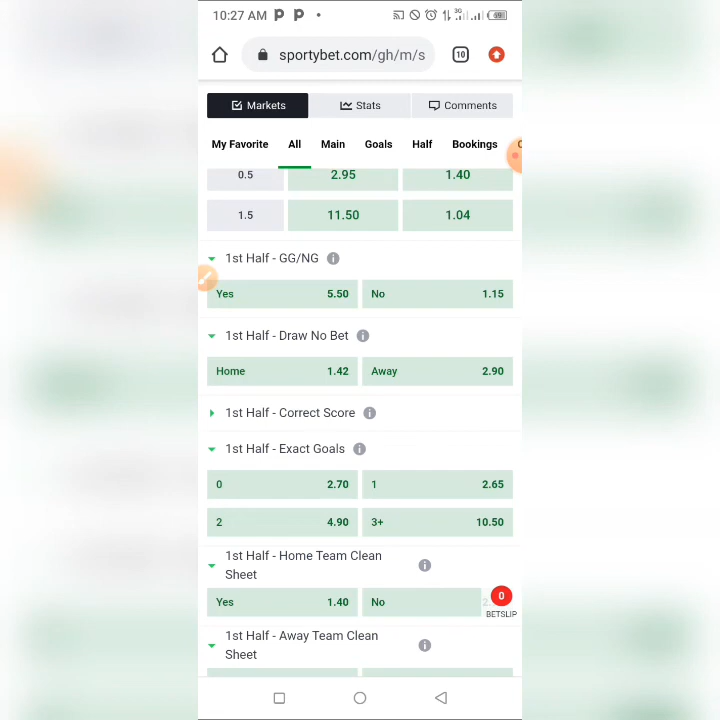 10:27 AM
3G
69
sportybet.com/gh/m/s
10
Markets
Stats
Comments
My Favorite
All
Main
Goals
Half
Bookings
0.5
2.95
1.40
1.5
11.50
1.04
1st Half - GG/NG
Yes 5.50
No 1.15
1st Half - Draw No Bet
Home 1.42
Away 2.90
1st Half - Correct Score
1st Half - Exact Goals
0 2.70
1 2.65
2 4.90
3+ 10.50
1st Half - Home Team Clean
Sheet
Yes 1.40
No
0
BETSLIP
1st Half - Away Team Clean
Sheet